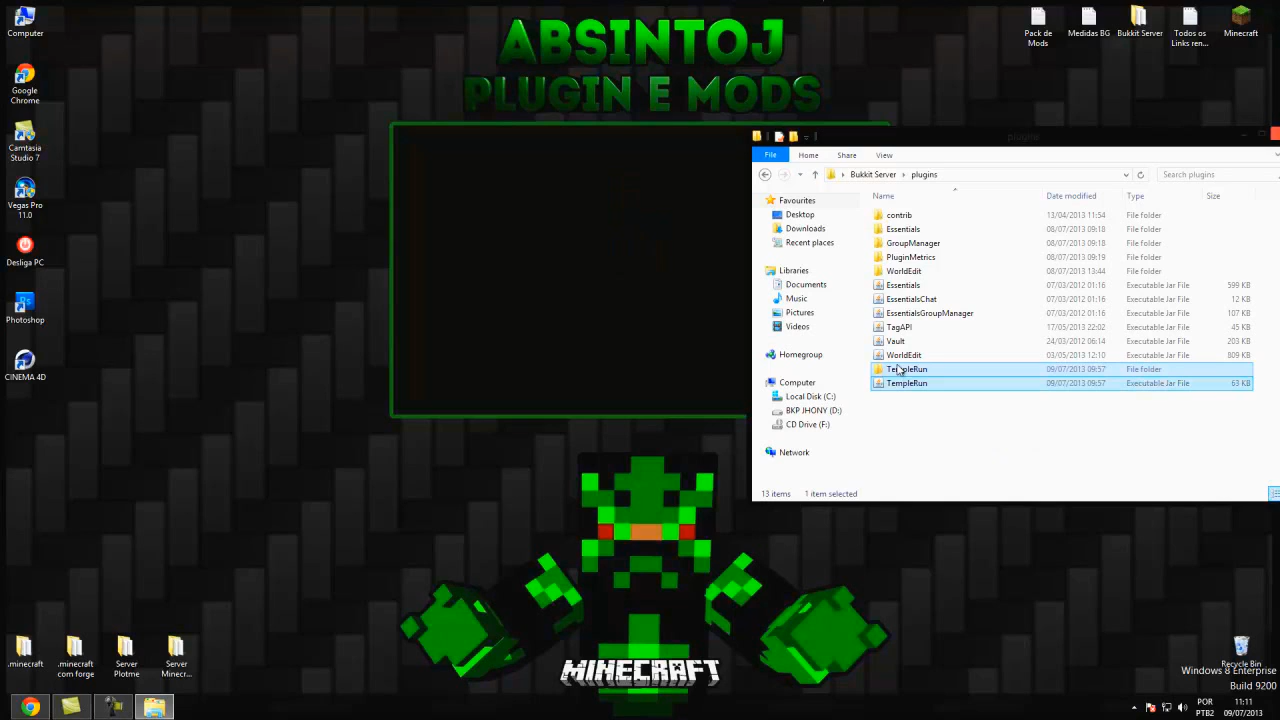 Computer
Google
Chrome
Camtasia
Studio 7
Vegas Pro
11.0
Desliga PC
Photoshop
CINEMA 4D
ABSINTOJ
PLUGIN E MODS
Pack de
Mods
Medidas BG
Bukkit Server
Todos os
Links ren...
Minecraft
plugins
File
Home
Share
View
Bukkit Server
plugins
Search plugins
Name
Date modified
Type
Size
Favourites
Desktop
Downloads
Recent places
Libraries
Documents
Music
Pictures
Videos
Homegroup
Computer
Local Disk (C:)
BKP JHONY (D:)
CD Drive (F:)
Network
contrib 13/04/2013 11:54 File folder
Essentials 08/07/2013 09:18 File folder
GroupManager 08/07/2013 09:18 File folder
PluginMetrics 08/07/2013 09:19 File folder
WorldEdit 08/07/2013 13:44 File folder
Essentials 07/03/2012 01:16 Executable Jar File 599 KB
EssentialsChat 07/03/2012 01:16 Executable Jar File 12 KB
EssentialsGroupManager 07/03/2012 01:16 Executable Jar File 107 KB
TagAPI 17/05/2013 22:02 Executable Jar File 45 KB
Vault 24/03/2012 06:14 Executable Jar File 203 KB
WorldEdit 03/05/2013 12:10 Executable Jar File 809 KB
TempleRun 09/07/2013 09:57 File folder
TempleRun 09/07/2013 09:57 Executable Jar File 63 KB
13 items
1 item selected
MINECRAFT
.minecraft
.minecraft
com forge
Server
Plotme
Server
Minecr...
Recycle Bin
Windows 8 Enterprise
Build 9200
POR
PTB2
11:11
09/07/2013
Ps